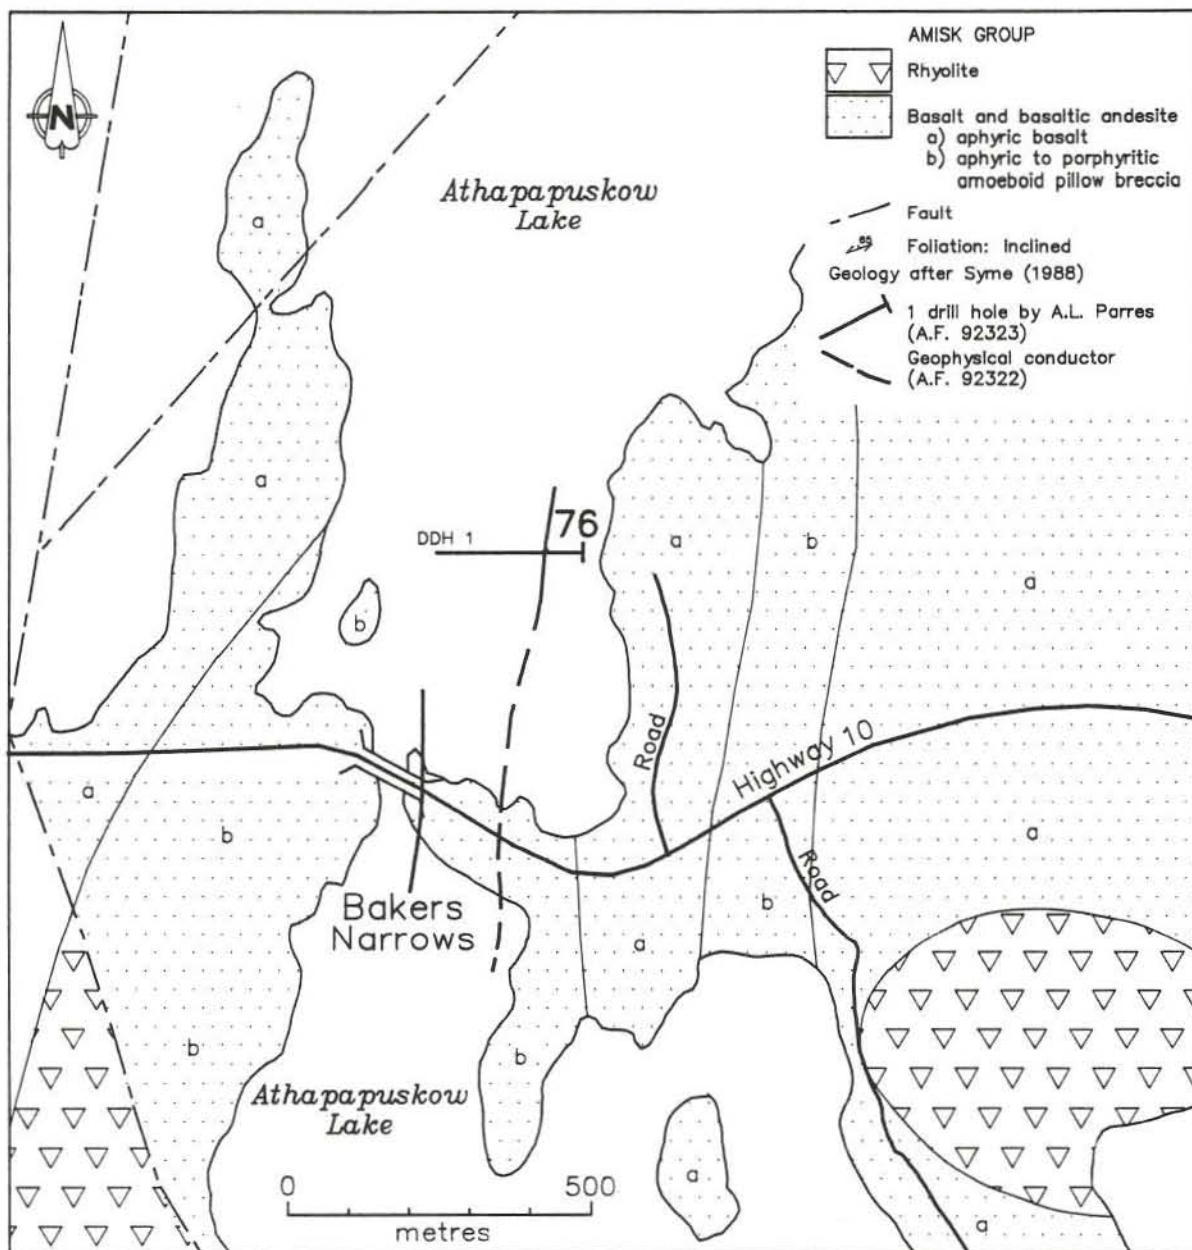 N
AMISK GROUP
Rhyolite
Basalt and basaltic andesite
a) aphyric basalt
b) aphyric to porphyritic
amoeboid pillow breccia
Fault
Foliation: Inclined
Geology after Syme (1988)
1 drill hole by A.L. Parres
(A.F. 92323)
Geophysical conductor
(A.F. 92322)
Athapapuskow
Lake
a
a
76
DDH 1
a
b
a
b
Road
Highway 10
a
b
a
Road
Bakers
Narrows
b
a
b
b
Athapapuskow
Lake
a
a
0 500
metres